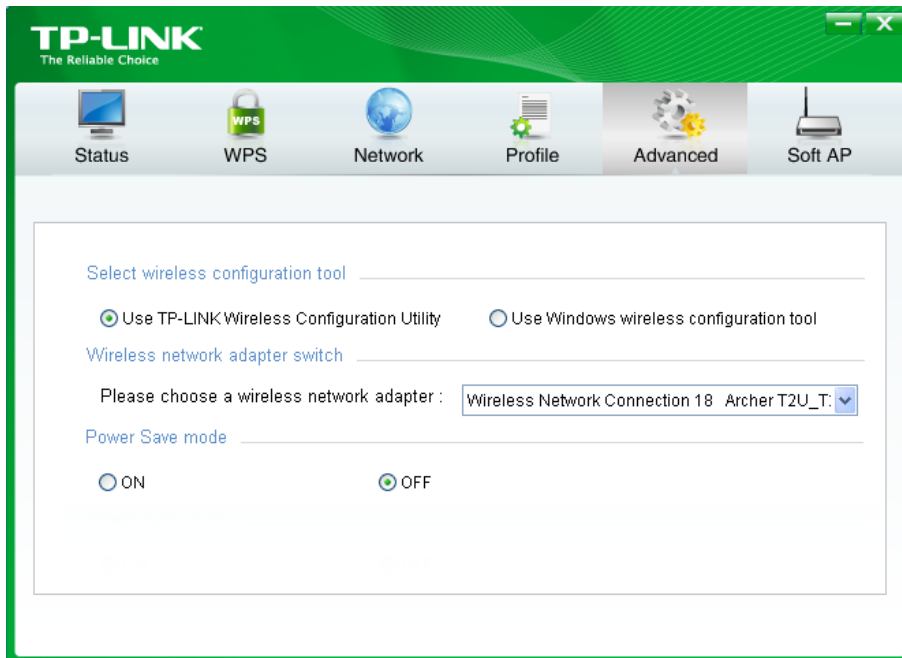 TP-LINK
The Reliable Choice
WPS
Status WPS Network Profile Advanced Soft AP
Select wireless configuration tool
Use TP-LINK Wireless Configuration Utility Use Windows wireless configuration tool
Wireless network adapter switch
Please choose a wireless network adapter : Wireless Network Connection 18 Archer T2U_T:
Power Save mode
ON OFF